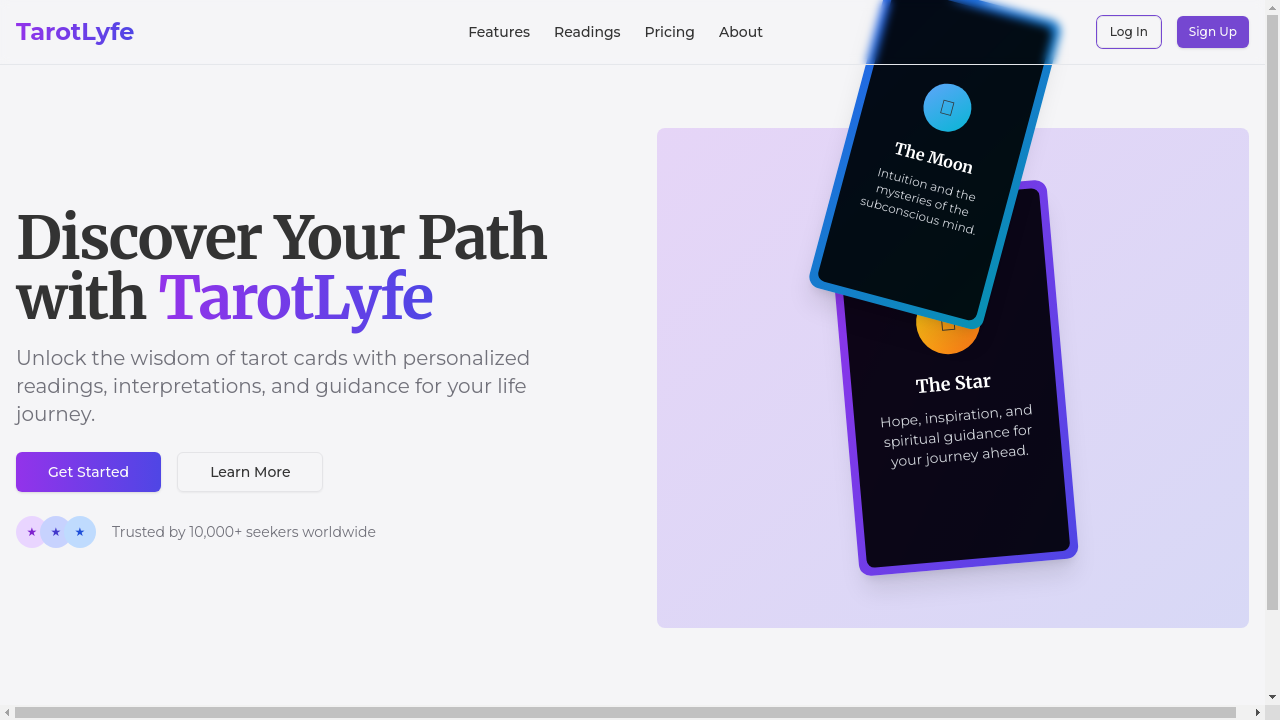 TarotLyfe
Features Readings Pricing About
Log In Sign Up
Discover Your Path
with TarotLyfe
Unlock the wisdom of tarot cards with personalized
readings, interpretations, and guidance for your life
journey.
Get Started Learn More
Trusted by 10,000+ seekers worldwide
The Moon
Intuition and the
mysteries of the
subconscious mind.
The Star
Hope, inspiration, and
spiritual guidance for
your journey ahead.